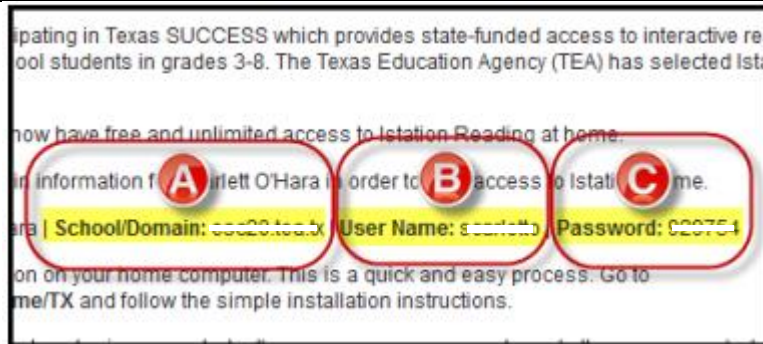 ipating in Texas SUCCESS which provides state-funded access to interactive re
ool students in grades 3-8. The Texas Education Agency (TEA) has selected Ista
now have free and unlimited access to Istation Reading at home.
in information f A rlett O'Hara in order to B access to Istati C me.
ara | School/Domain: | User Name: | Password:
on on your home computer. This is a quick and easy process. Go to
me/TX and follow the simple installation instructions.